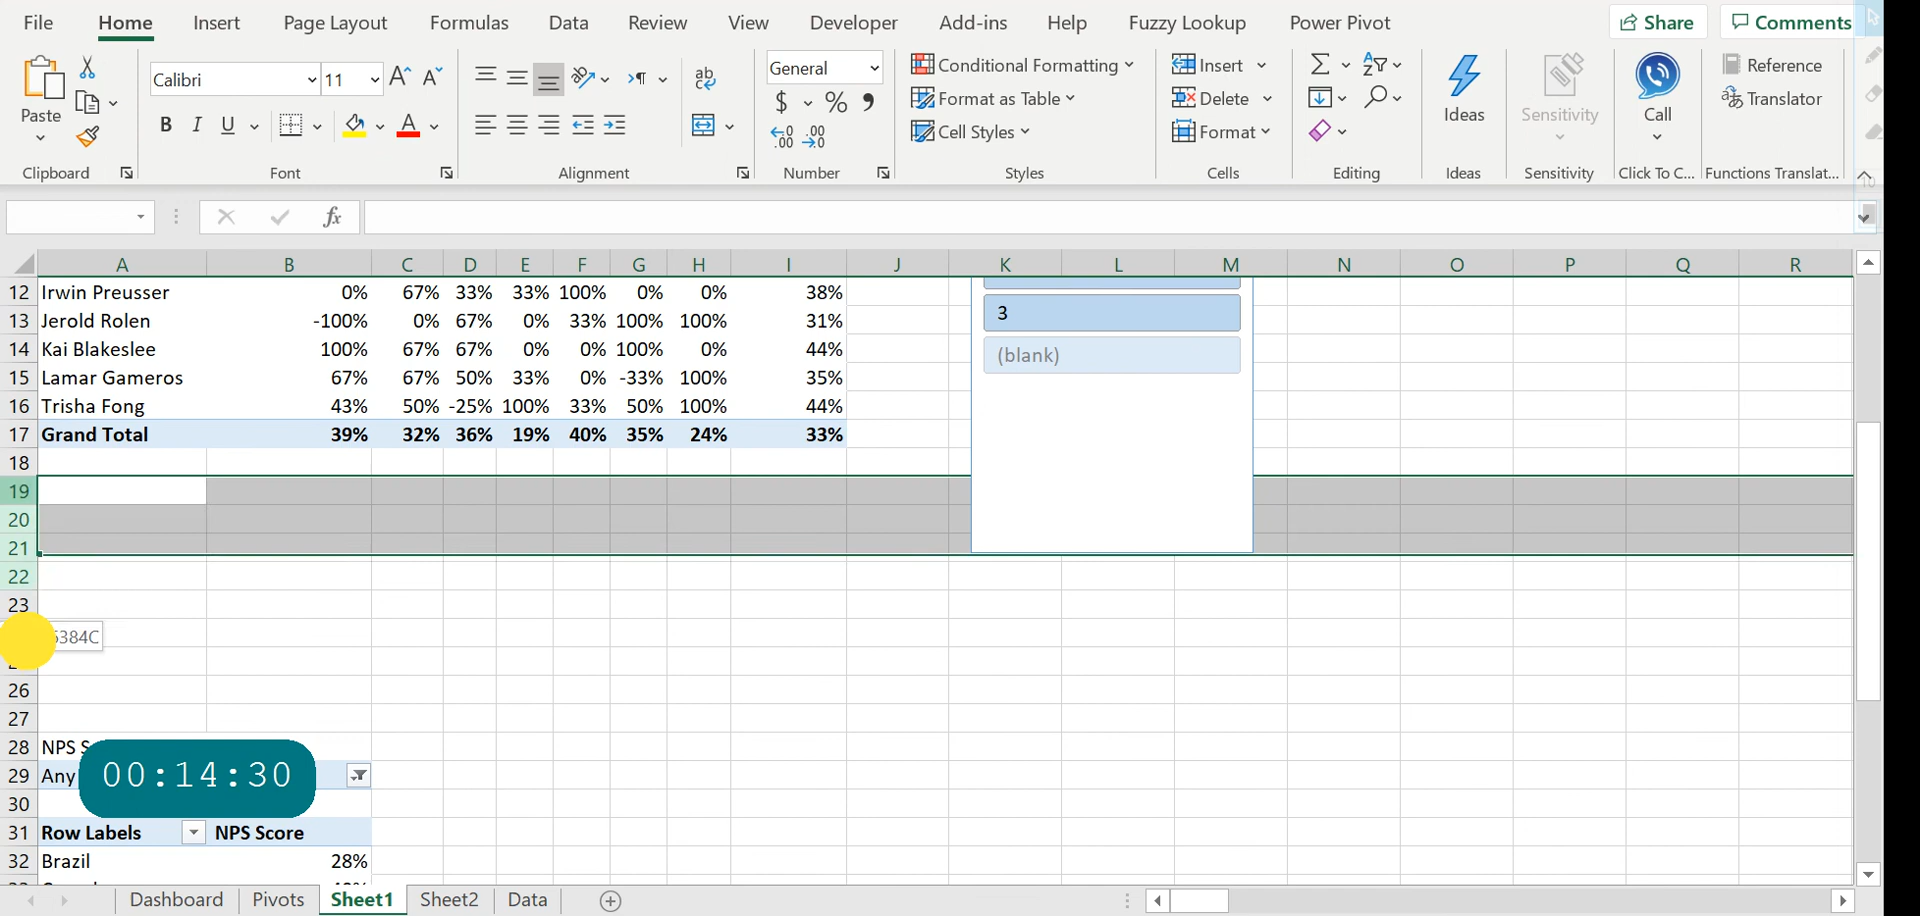 File Home Insert Page Layout Formulas Data Review View Developer Add-ins Help Fuzzy Lookup Power Pivot Share Comments
Calibri 11 General Conditional Formatting Insert Reference
Paste $ % Format as Table Delete Ideas Sensitivity Call Translator
B I U A Cell Styles Format
Clipboard Font Alignment Number Styles Cells Editing Ideas Sensitivity Click To C... Functions Translat...
fx
A B C D E F G H I J K L M N O P Q R
12 Irwin Preusser 0% 67% 33% 33% 100% 0% 0% 38%
3
13 Jerold Rolen -100% 0% 67% 0% 33% 100% 100% 31%
14 Kai Blakeslee 100% 67% 67% 0% 0% 100% 0% 44%
(blank)
15 Lamar Gameros 67% 67% 50% 33% 0% -33% 100% 35%
16 Trisha Fong 43% 50% -25% 100% 33% 50% 100% 44%
17 Grand Total 39% 32% 36% 19% 40% 35% 24% 33%
18
19
20
21
22
23
26
27
28 NPS
29 Any
00:14:30
30
31 Row Labels NPS Score
32 Brazil 28%
Dashboard Pivots Sheet1 Sheet2 Data